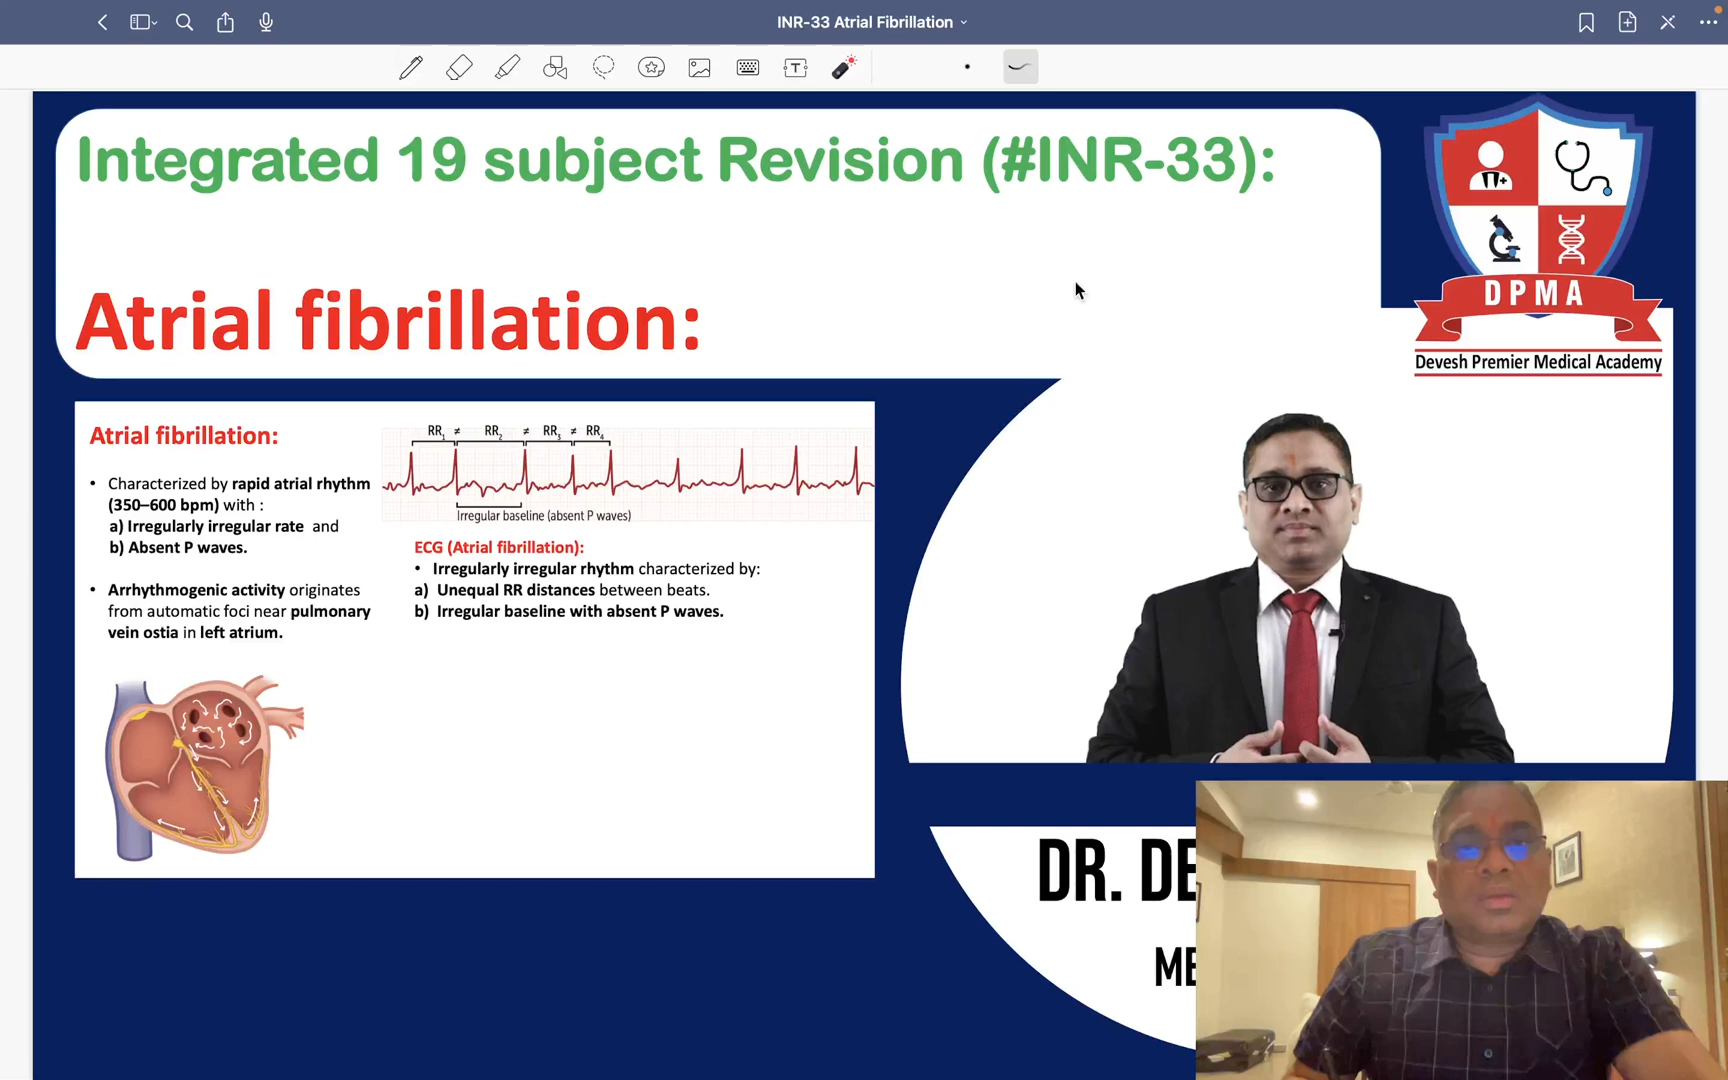 INR-33 Atrial Fibrillation
Integrated 19 subject Revision (#INR-33):
Atrial fibrillation:
DPMA
Devesh Premier Medical Academy
Atrial fibrillation:
• Characterized by rapid atrial rhythm
(350–600 bpm) with :
a) Irregularly irregular rate and
b) Absent P waves.
• Arrhythmogenic activity originates
from automatic foci near pulmonary
vein ostia in left atrium.
RR1 ≠ RR2 ≠ RR3 ≠ RR4
Irregular baseline (absent P waves)
ECG (Atrial fibrillation):
• Irregularly irregular rhythm characterized by:
a) Unequal RR distances between beats.
b) Irregular baseline with absent P waves.
DR. DE
ME